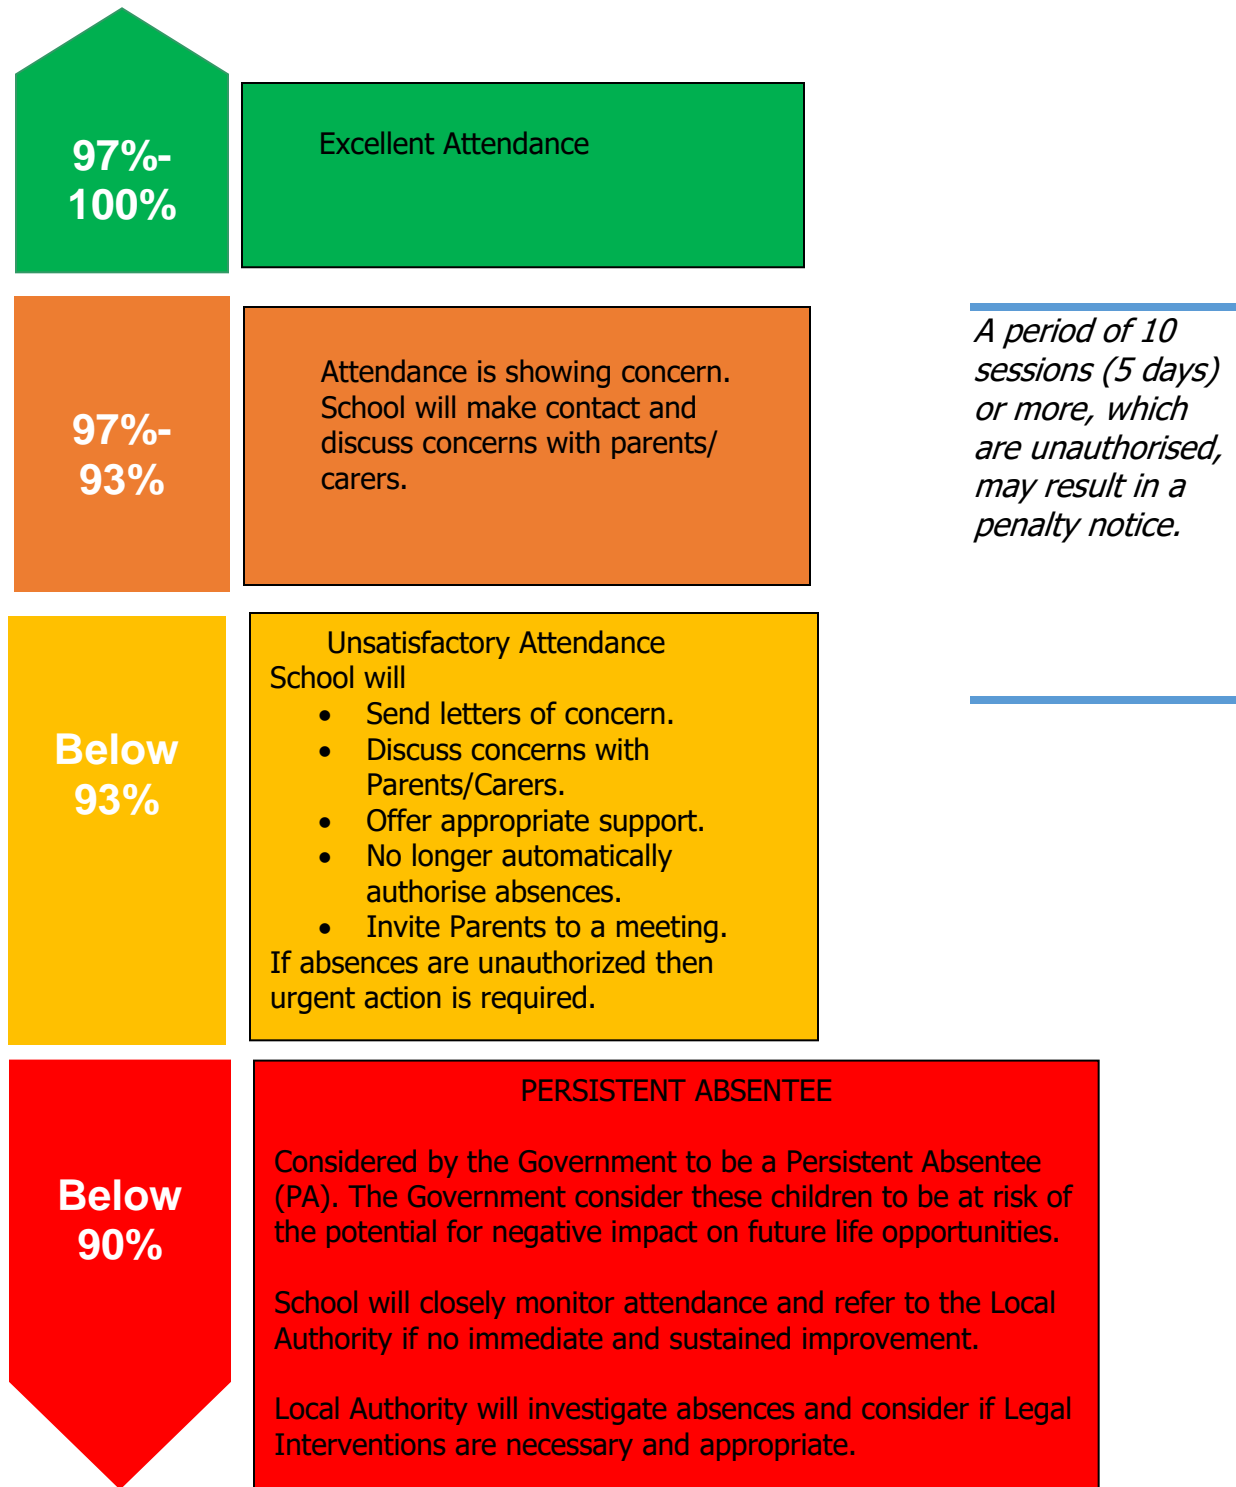 97%-
100%
Excellent Attendance
97%-
93%
Attendance is showing concern.
School will make contact and
discuss concerns with parents/
carers.
A period of 10
sessions (5 days)
or more, which
are unauthorised,
may result in a
penalty notice.
Below
93%
Unsatisfactory Attendance
School will
• Send letters of concern.
• Discuss concerns with
Parents/Carers.
• Offer appropriate support.
• No longer automatically
authorise absences.
• Invite Parents to a meeting.
If absences are unauthorized then
urgent action is required.
Below
90%
PERSISTENT ABSENTEE
Considered by the Government to be a Persistent Absentee
(PA). The Government consider these children to be at risk of
the potential for negative impact on future life opportunities.
School will closely monitor attendance and refer to the Local
Authority if no immediate and sustained improvement.
Local Authority will investigate absences and consider if Legal
Interventions are necessary and appropriate.